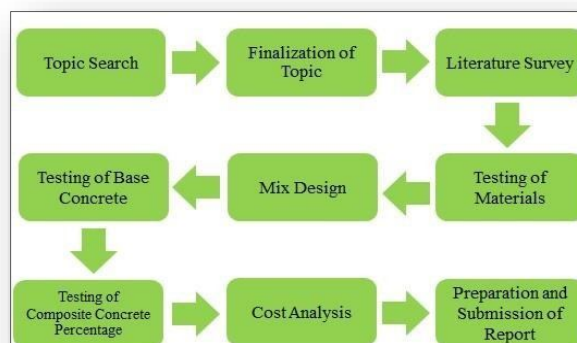 Topic Search
Finalization of
Topic
Literature Survey
Testing of
Materials
Mix Design
Testing of Base
Concrete
Testing of
Composite Concrete
Percentage
Cost Analysis
Preparation and
Submission of
Report